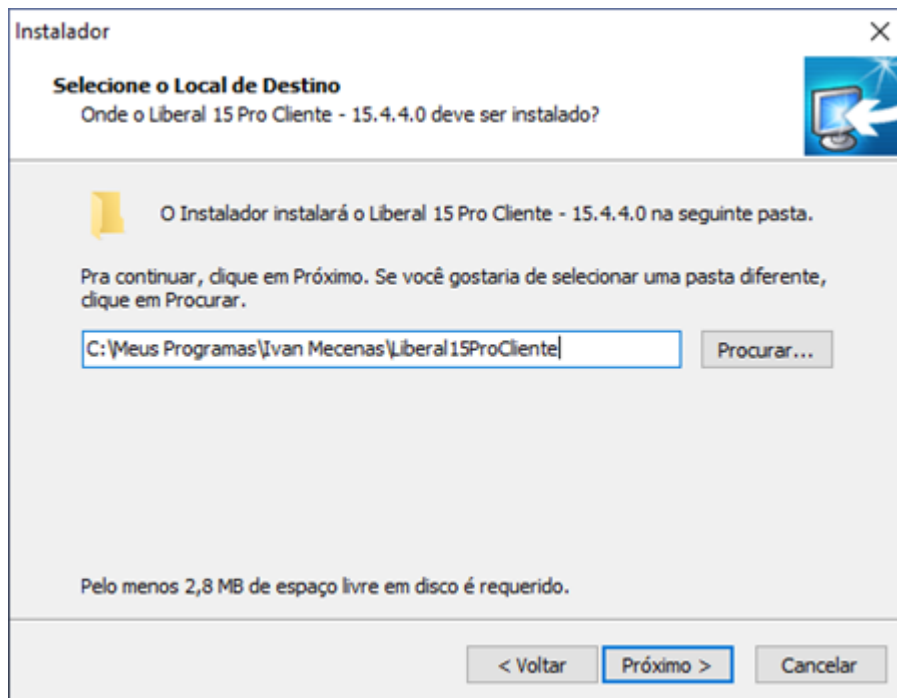 Instalador
Selecione o Local de Destino
Onde o Liberal 15 Pro Cliente - 15.4.4.0 deve ser instalado?
O Instalador instalará o Liberal 15 Pro Cliente - 15.4.4.0 na seguinte pasta.
Pra continuar, clique em Próximo. Se você gostaria de selecionar uma pasta diferente,
clique em Procurar.
C:\Meus Programas\Ivan Mecenas\Liberal15ProCliente
Procurar...
Pelo menos 2,8 MB de espaço livre em disco é requerido.
< Voltar
Próximo >
Cancelar